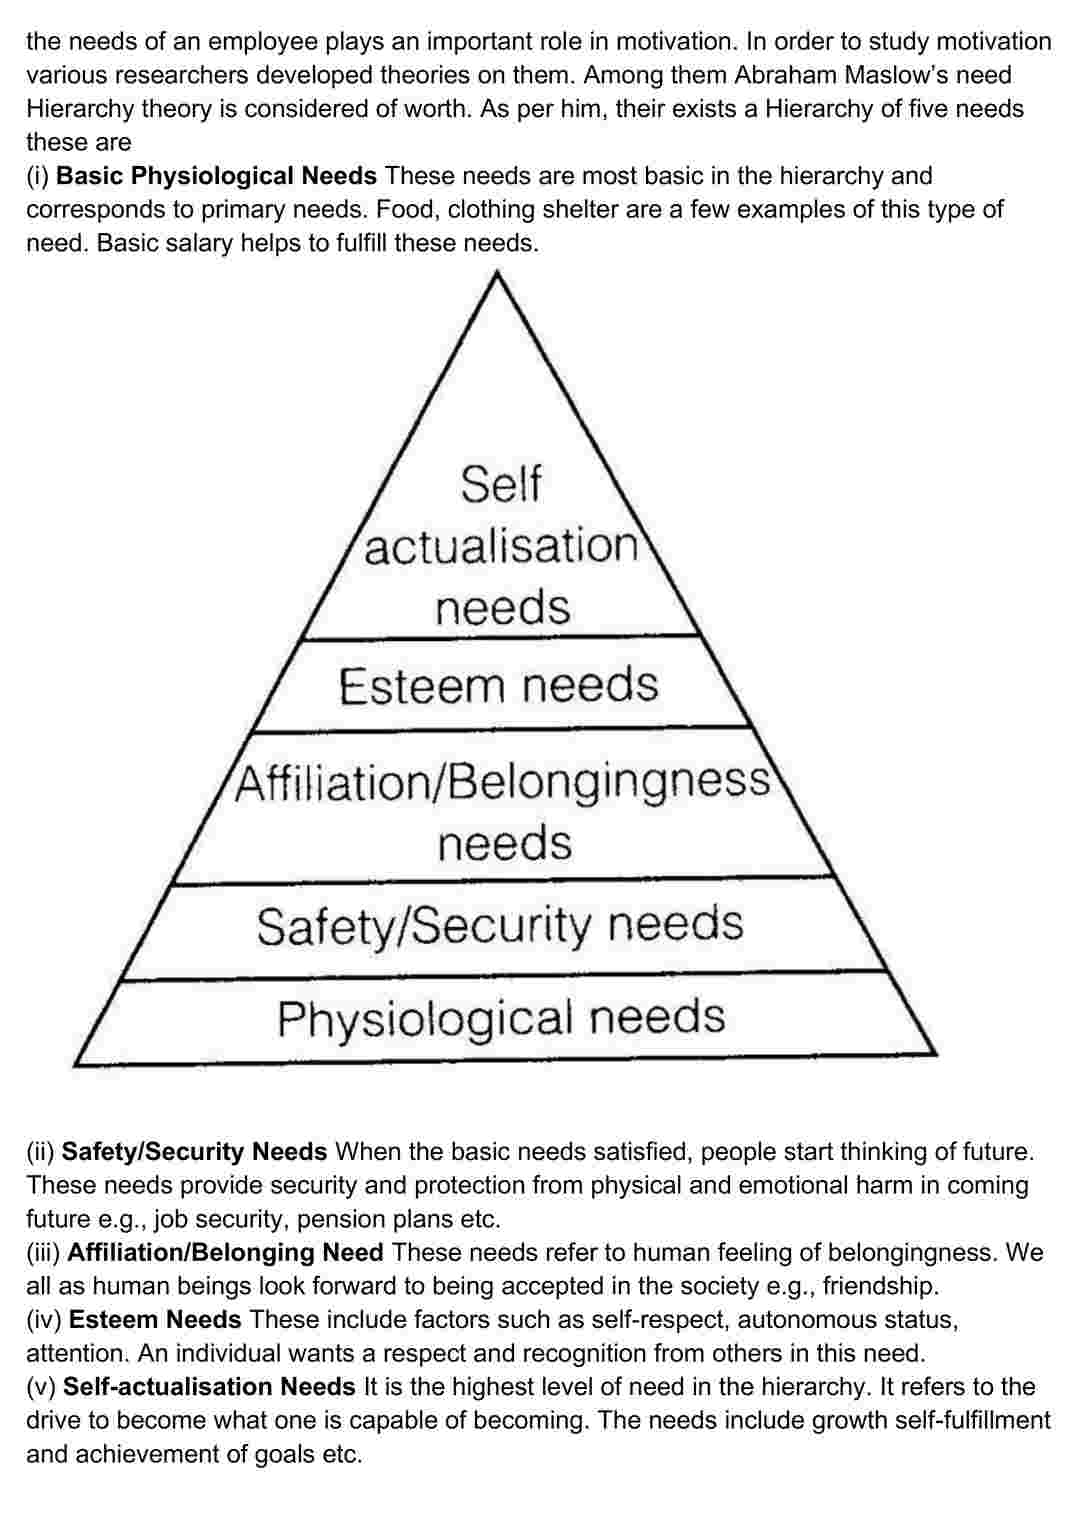 the needs of an employee plays an important role in motivation. In order to study motivation
various researchers developed theories on them. Among them Abraham Maslow's need
Hierarchy theory is considered of worth. As per him, their exists a Hierarchy of five needs
these are
(i) Basic Physiological Needs These needs are most basic in the hierarchy and
corresponds to primary needs. Food, clothing shelter are a few examples of this type of
need. Basic salary helps to fulfill these needs.
Self
actualisation
needs
Esteem needs
Affiliation/Belongingness
needs
Safety/Security needs
Physiological needs
(ii) Safety/Security Needs When the basic needs satisfied, people start thinking of future.
These needs provide security and protection from physical and emotional harm in coming
future e.g., job security, pension plans etc.
(iii) Affiliation/Belonging Need These needs refer to human feeling of belongingness. We
all as human beings look forward to being accepted in the society e.g., friendship.
(iv) Esteem Needs These include factors such as self-respect, autonomous status,
attention. An individual wants a respect and recognition from others in this need.
(v) Self-actualisation Needs It is the highest level of need in the hierarchy. It refers to the
drive to become what one is capable of becoming. The needs include growth self-fulfillment
and achievement of goals etc.